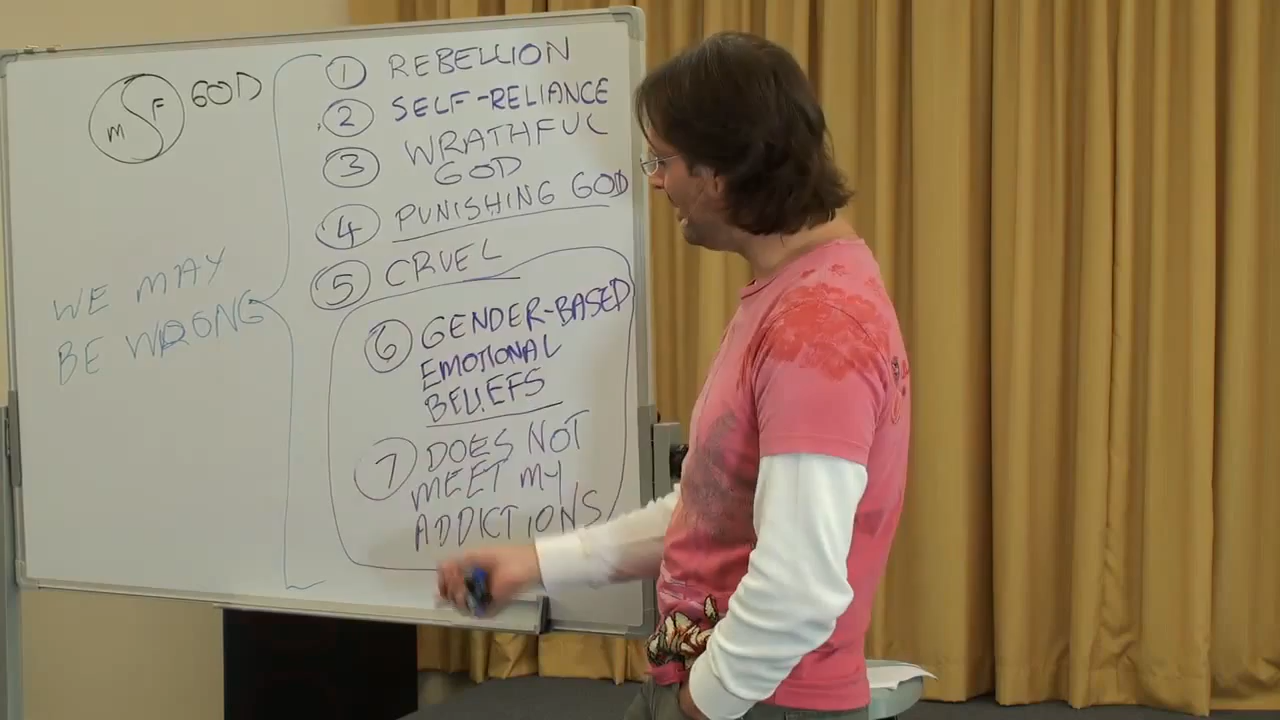 M F GOD
WE MAY
BE WRONG
1 REBELLION
2 SELF-RELIANCE
3 WRATHFUL
GOD
4 PUNISHING GOD
5 CRUEL
6 GENDER-BASED
EMOTIONAL
BELIEFS
7 DOES NOT
MEET MY
ADDICTIONS